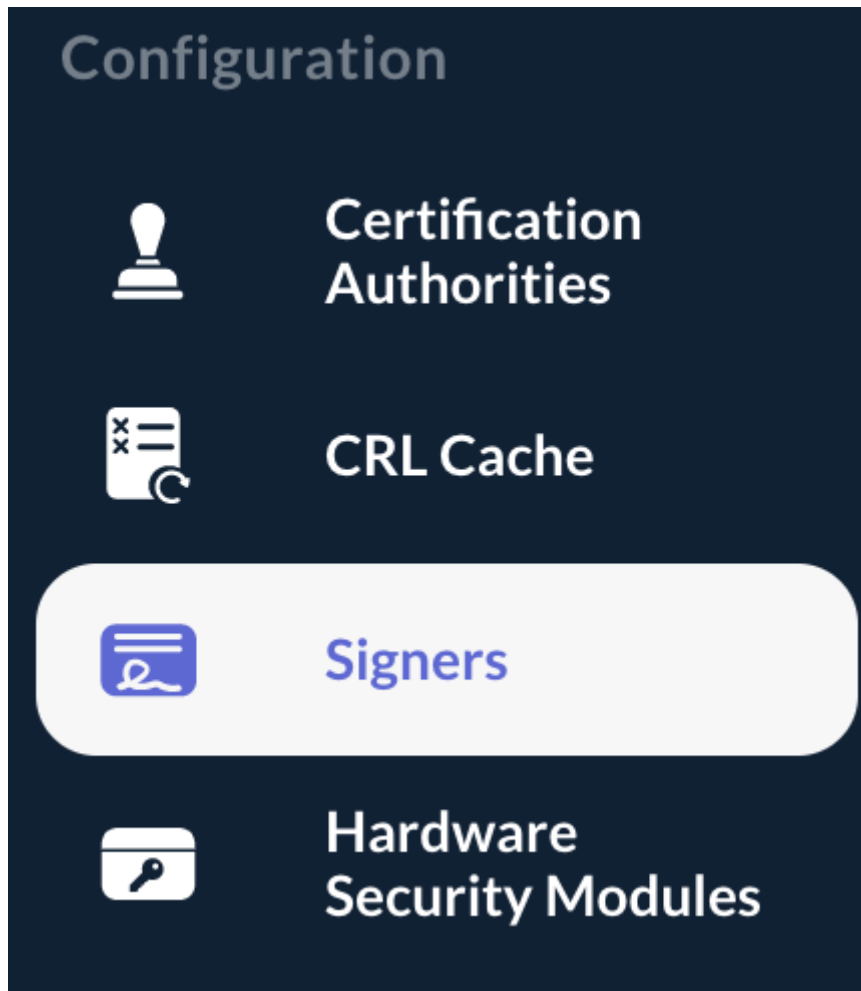 Configuration
Certification
Authorities
CRL Cache
Signers
Hardware
Security Modules